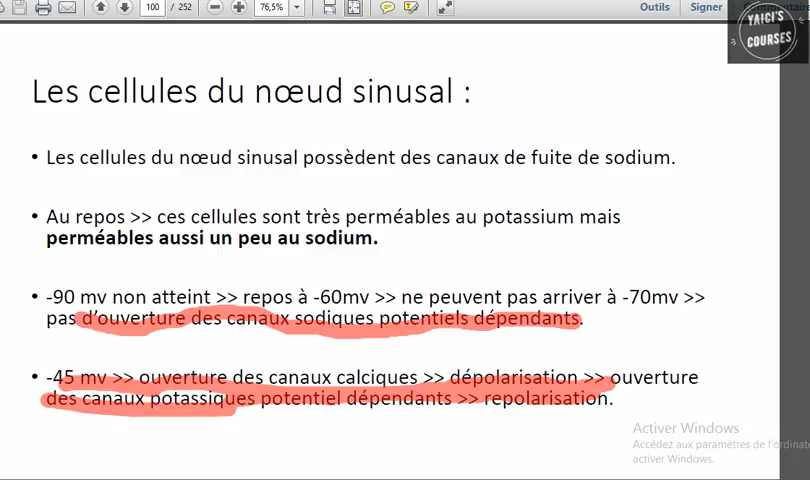 100 / 252
76,5%
Outils
Signer
YAICI'S
COURSES
Les cellules du nœud sinusal :
• Les cellules du nœud sinusal possèdent des canaux de fuite de sodium.
• Au repos >> ces cellules sont très perméables au potassium mais
perméables aussi un peu au sodium.
• -90 mv non atteint >> repos à -60mv >> ne peuvent pas arriver à -70mv >>
pas d’ouverture des canaux sodiques potentiels dépendants.
• -45 mv >> ouverture des canaux calciques >> dépolarisation >> ouverture
des canaux potassiques potentiel dépendants >> repolarisation.
Activer Windows
Accédez aux paramètres de l'ordinate
activer Windows.